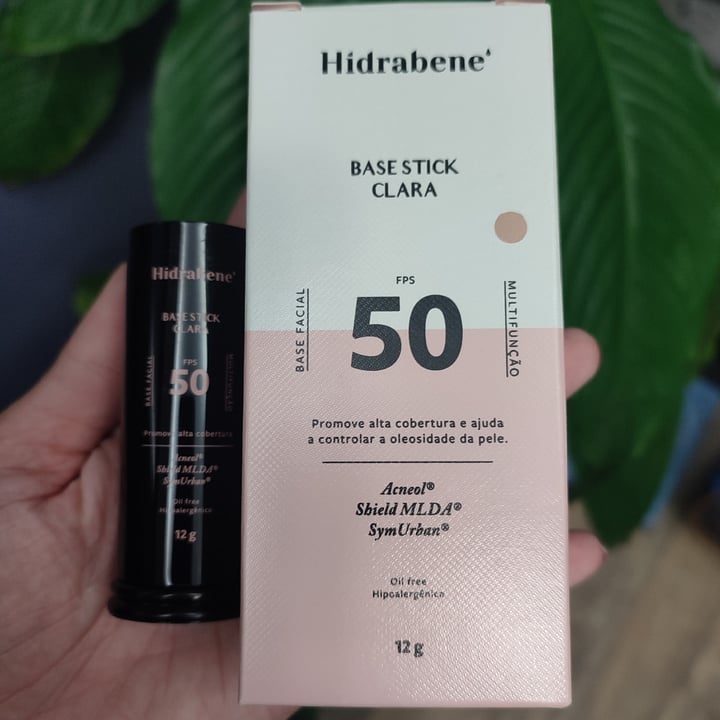 Hidrabene
BASE STICK
CLARA
FPS
50
BASE FACIAL
MULTIFUNÇÃO
Promove alta cobertura e ajuda
a controlar a oleosidade da pele.
Acneol®
Shield MLDA®
SymUrban®
Oil free
Hipoalergênico
12 g
Hidrabene
BASE STICK
CLARA
FPS
50
BASE FACIAL
MULTIFUNÇÃO
Promove alta cobertura
Acneol®
Shield MLDA®
SymUrban®
Oil free
Hipoalergênico
12 g